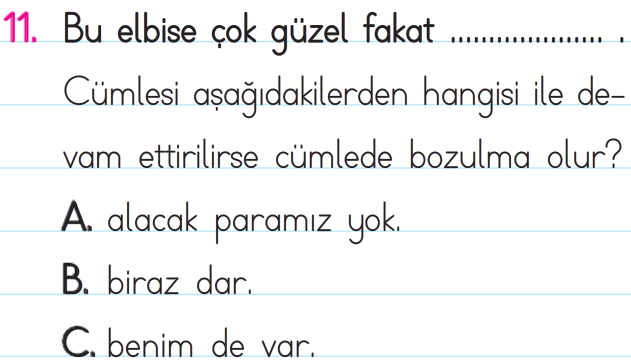 11. Bu elbise çok güzel fakat .................... .
Cümlesi aşağıdakilerden hangisi ile de-
vam ettirilirse cümlede bozulma olur?
A. alacak paramız yok.
B. biraz dar.
C. benim de var.